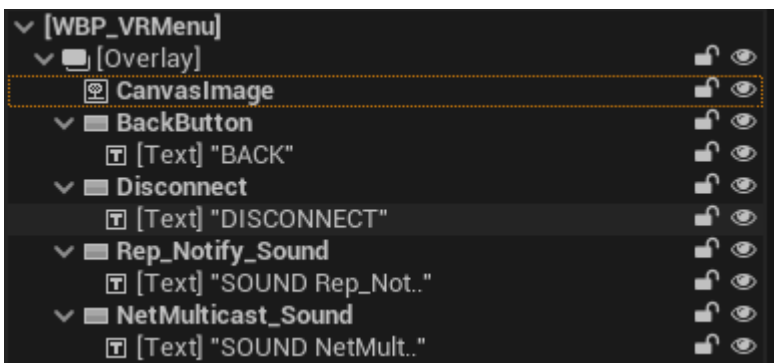 [WBP_VRMenu]
[Overlay]
CanvasImage
BackButton
[Text] "BACK"
Disconnect
[Text] "DISCONNECT"
Rep_Notify_Sound
[Text] "SOUND Rep_Not.."
NetMulticast_Sound
[Text] "SOUND NetMult.."